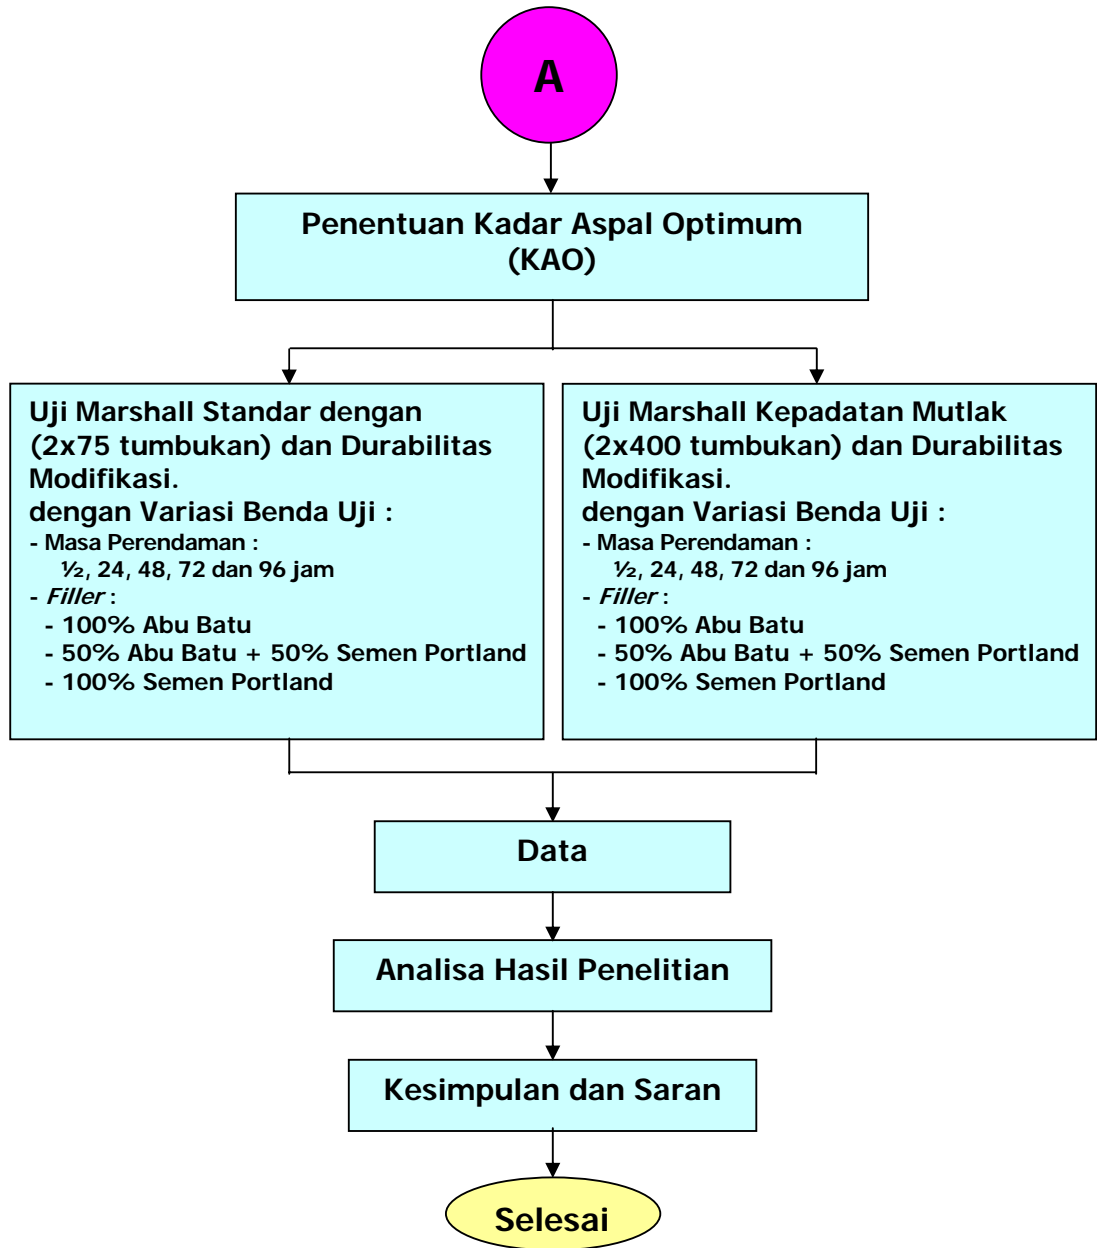 A
Penentuan Kadar Aspal Optimum
(KAO)
Uji Marshall Standar dengan
(2x75 tumbukan) dan Durabilitas
Modifikasi.
dengan Variasi Benda Uji :
- Masa Perendaman :
½, 24, 48, 72 dan 96 jam
- Filler :
- 100% Abu Batu
- 50% Abu Batu + 50% Semen Portland
- 100% Semen Portland
Uji Marshall Kepadatan Mutlak
(2x400 tumbukan) dan Durabilitas
Modifikasi.
dengan Variasi Benda Uji :
- Masa Perendaman :
½, 24, 48, 72 dan 96 jam
- Filler :
- 100% Abu Batu
- 50% Abu Batu + 50% Semen Portland
- 100% Semen Portland
Data
Analisa Hasil Penelitian
Kesimpulan dan Saran
Selesai